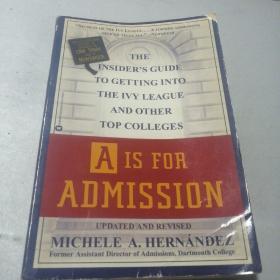 THE
INSIDER'S GUIDE
TO GETTING INTO
THE IVY LEAGUE
AND OTHER
TOP COLLEGES
A IS FOR
ADMISSION
UPDATED AND REVISED
MICHELE A. HERNÁNDEZ
Former Assistant Director of Admissions, Dartmouth College